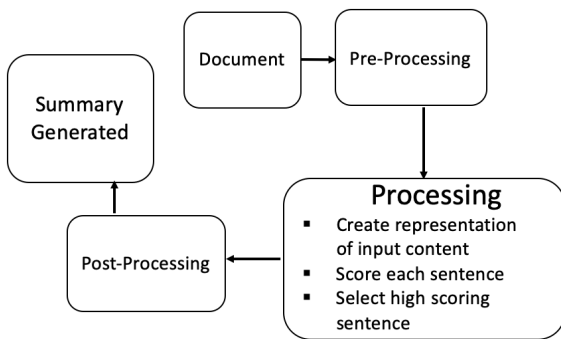 Document
Pre-Processing
Summary
Generated
Processing
▪ Create representation
of input content
▪ Score each sentence
▪ Select high scoring
sentence
Post-Processing